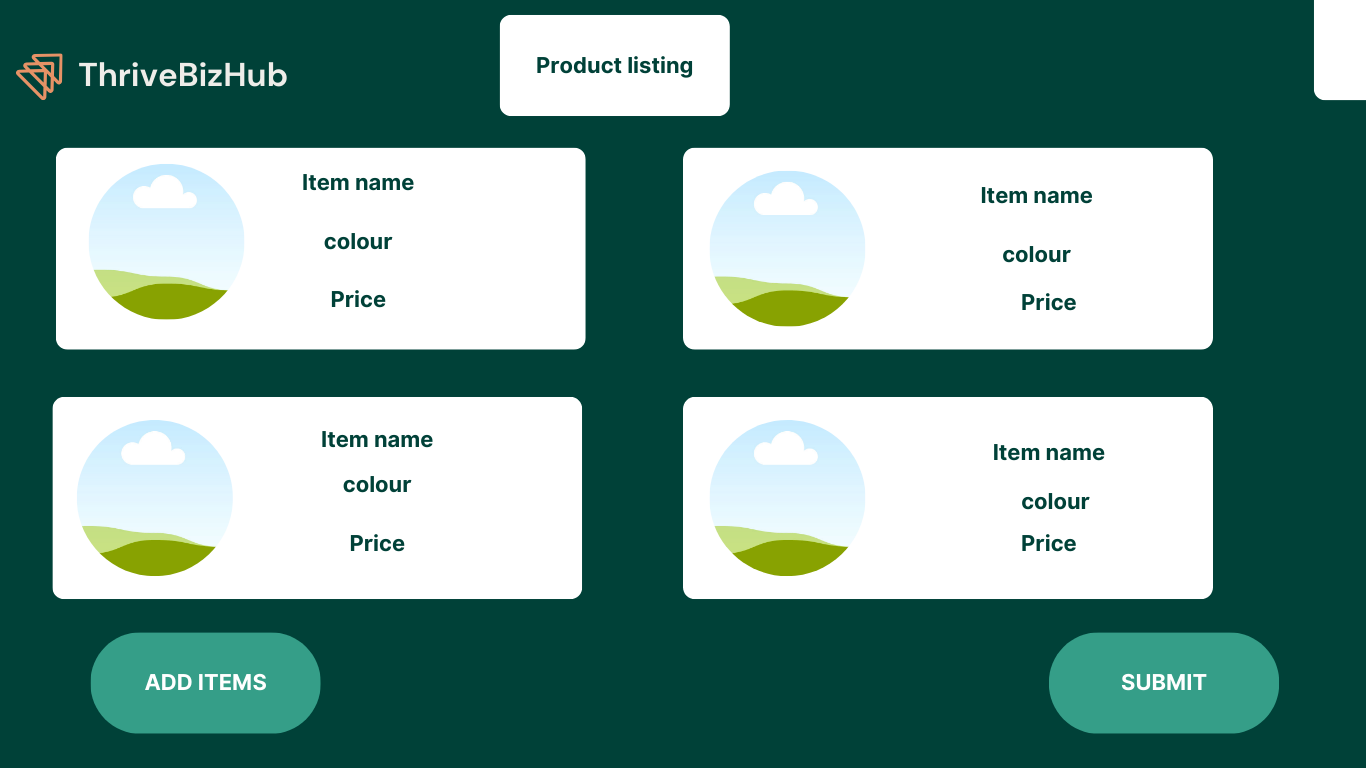 ThriveBizHub
Product listing
Item name
colour
Price
Item name
colour
Price
Item name
colour
Price
Item name
colour
Price
ADD ITEMS
SUBMIT